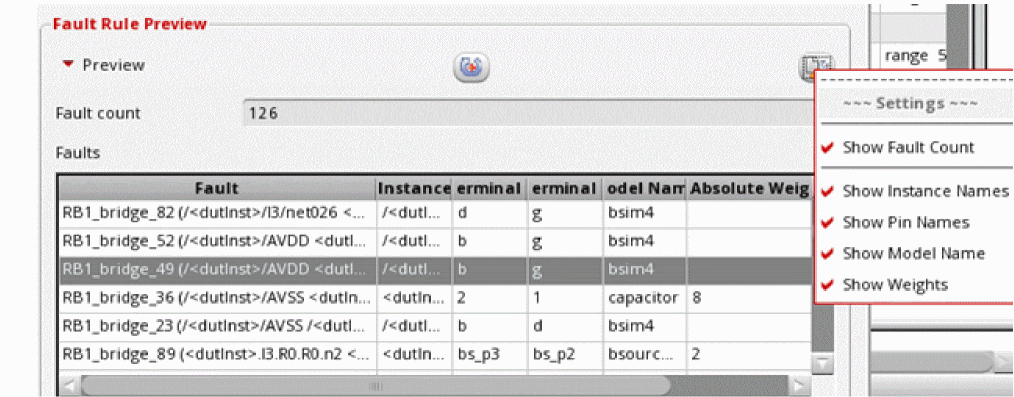 Fault Rule Preview
Preview
range 5
~~~ Settings ~~~
Fault count 126
Show Fault Count
Faults
Fault Instance erminal erminal odel Nam Absolute Weig
Show Instance Names
RB1_bridge_82 (/<dutInst>/I3/net026 <... /<dutI... d g bsim4
Show Pin Names
RB1_bridge_52 (/<dutInst>/AVDD <dutI... /<dutI... b g bsim4
Show Model Name
RB1_bridge_49 (/<dutInst>/AVDD <dutI... /<dutI... b g bsim4
Show Weights
RB1_bridge_36 (/<dutInst>/AVSS <dutIn... <dutIn... 2 1 capacitor 8
RB1_bridge_23 (/<dutInst>/AVSS /<dutI... /<dutI... b d bsim4
RB1_bridge_89 (<dutInst>.I3.R0.R0.n2 <... <dutIn... bs_p3 bs_p2 bsourc... 2